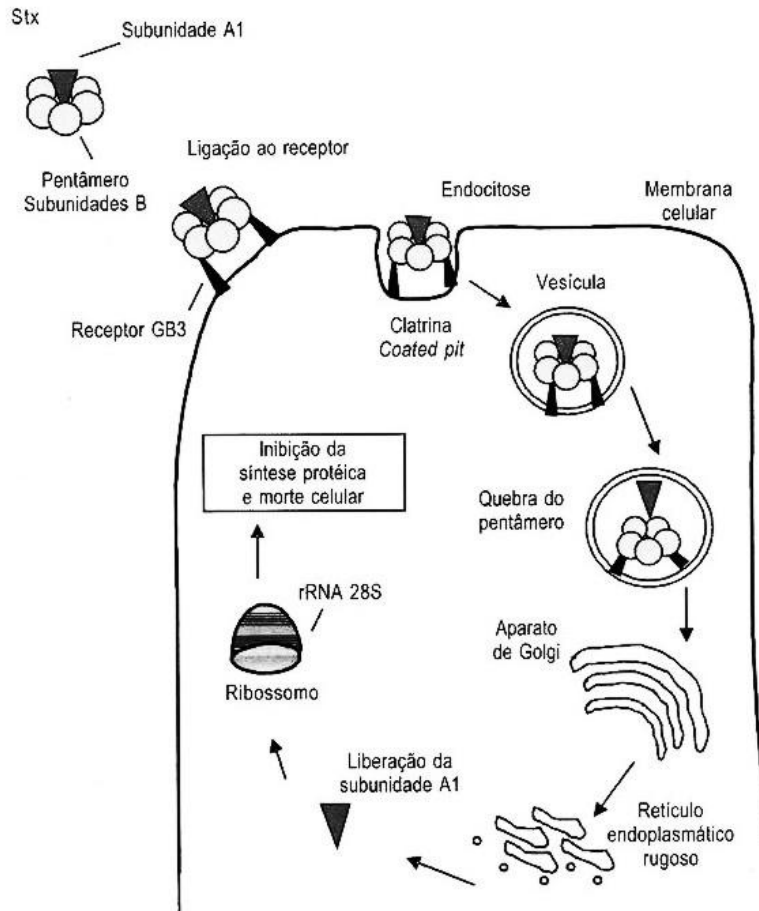 Stx
Subunidade A1
Pentâmero
Subunidades B
Ligação ao receptor
Receptor GB3
Endocitose
Membrana
celular
Clatrina
Coated pit
Vesícula
Quebra do
pentâmero
Aparato
de Golgi
Retículo
endoplasmático
rugoso
Liberação da
subunidade A1
Ribossomo
rRNA 28S
Inibição da
síntese protéica
e morte celular